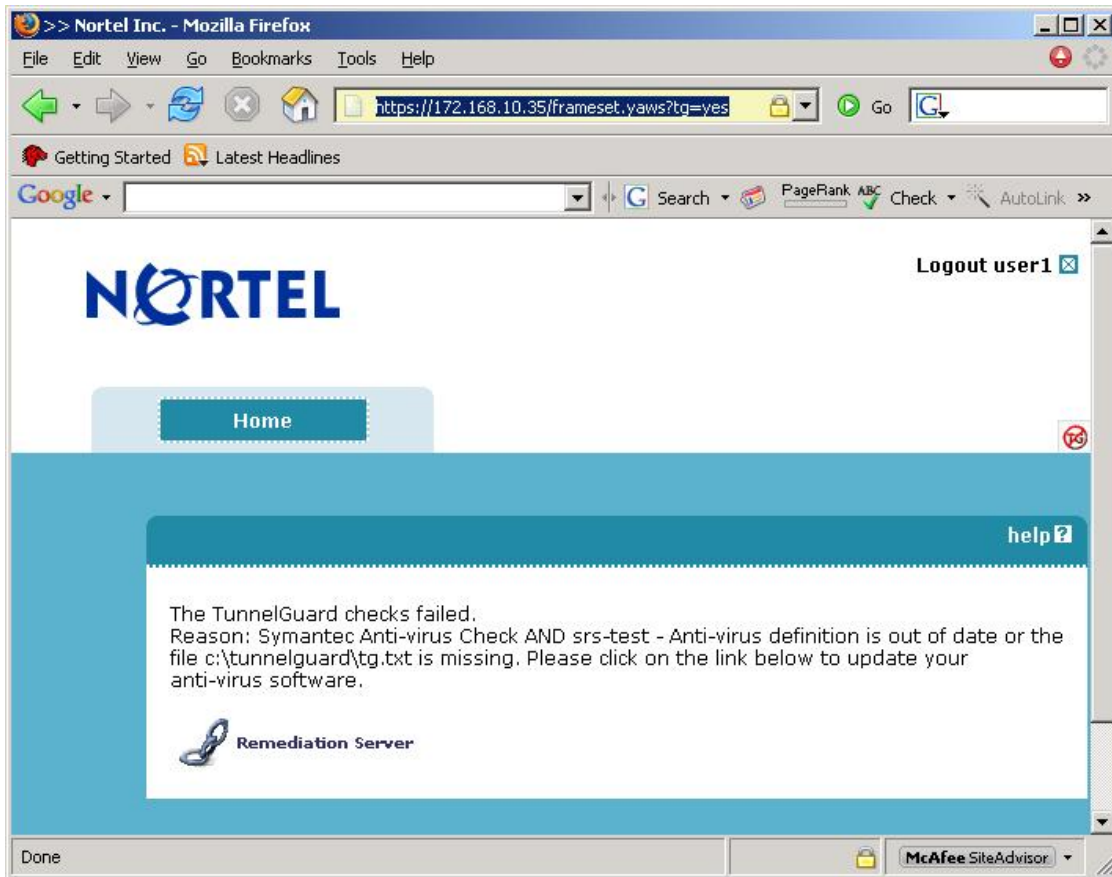 >> Nortel Inc. - Mozilla Firefox
File Edit View Go Bookmarks Tools Help
https://172.168.10.35/frameset.yaws?tg=yes Go G
Getting Started Latest Headlines
Google G Search PageRank ABC Check AutoLink »
Logout user1
NORTEL
Home
TG
help?
The TunnelGuard checks failed.
Reason: Symantec Anti-virus Check AND srs-test - Anti-virus definition is out of date or the
file c:\tunnelguard\tg.txt is missing. Please click on the link below to update your
anti-virus software.
Remediation Server
Done McAfee SiteAdvisor